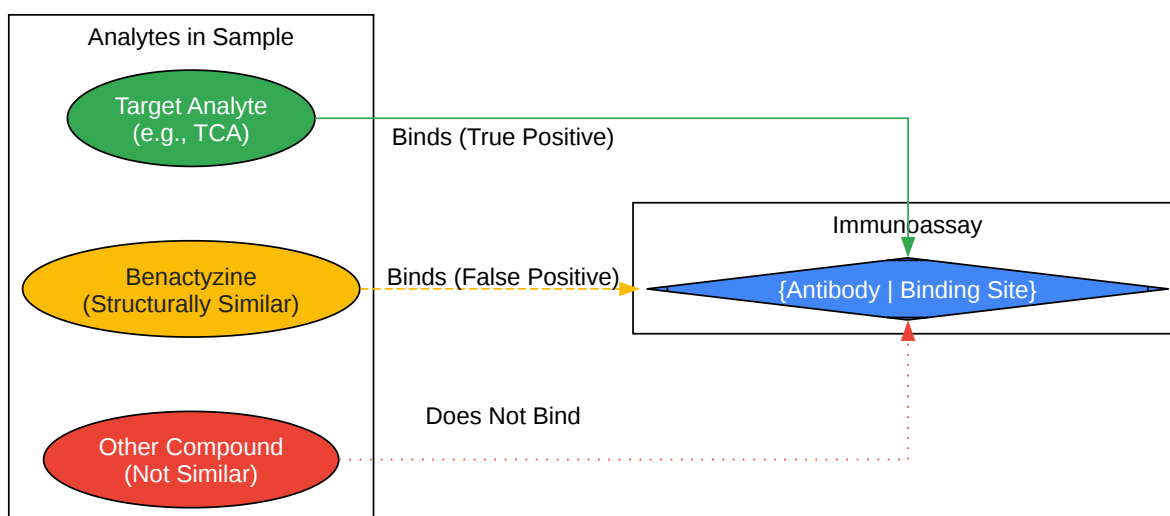 Analytes in Sample
Target Analyte
(e.g., TCA)
Binds (True Positive)
Immunoassay
Benactyzine
(Structurally Similar)
Binds (False Positive)
{Antibody | Binding Site}
Does Not Bind
Other Compound
(Not Similar)